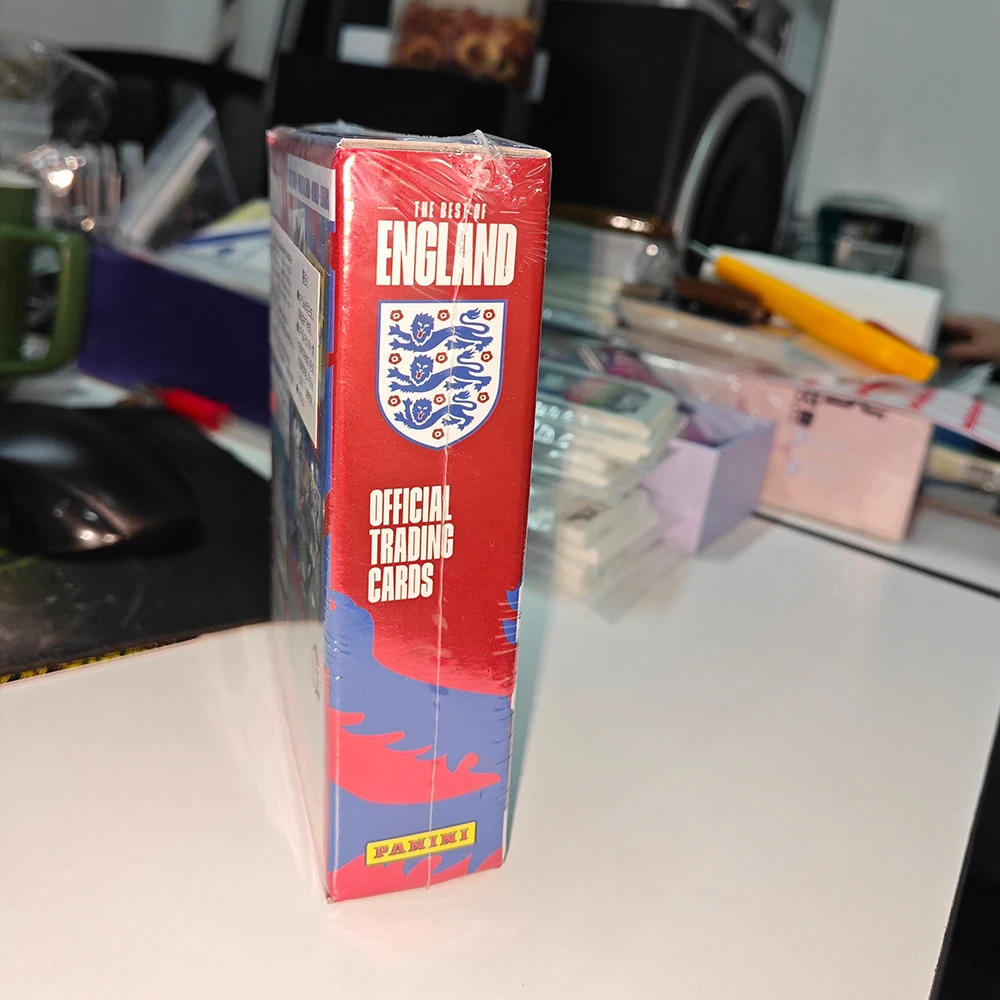 THE BEST OF
ENGLAND
OFFICIAL
TRADING
CARDS
PANINI